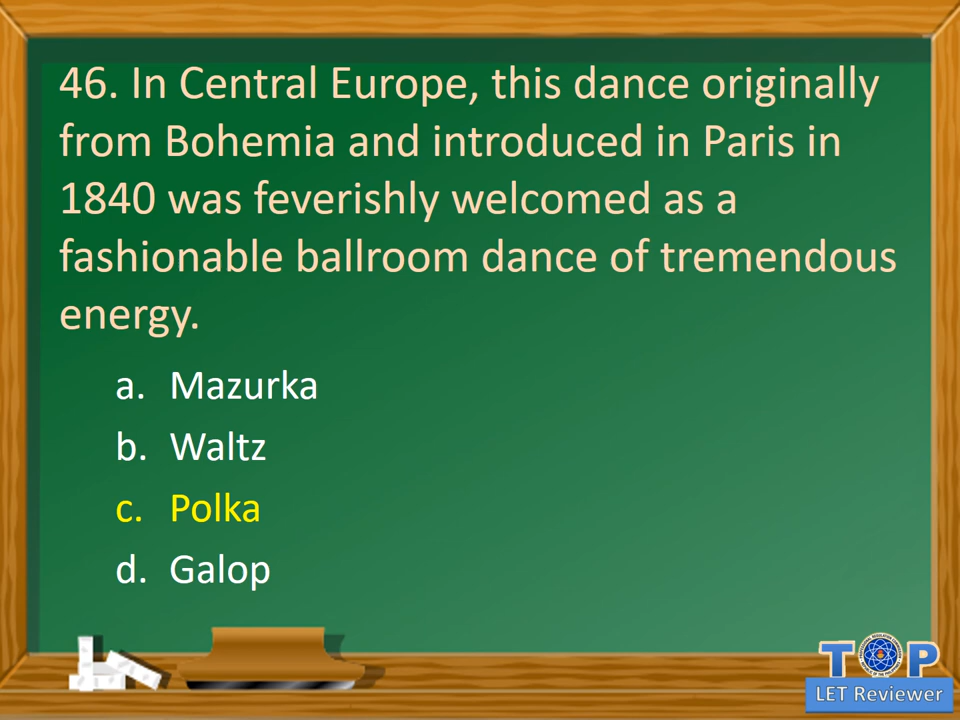 46. In Central Europe, this dance originally
from Bohemia and introduced in Paris in
1840 was feverishly welcomed as a
fashionable ballroom dance of tremendous
energy.
a. Mazurka
b. Waltz
c. Polka
d. Galop
TOP
LET Reviewer